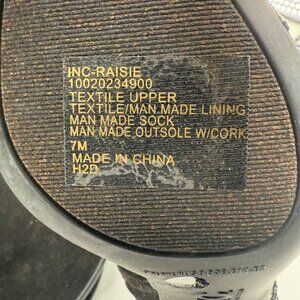 INC-RAISIE
10020234900
TEXTILE UPPER
TEXTILE/MAN MADE LINING
MAN MADE SOCK
MAN MADE OUTSOLE W/CORK
7M
MADE IN CHINA
H2D